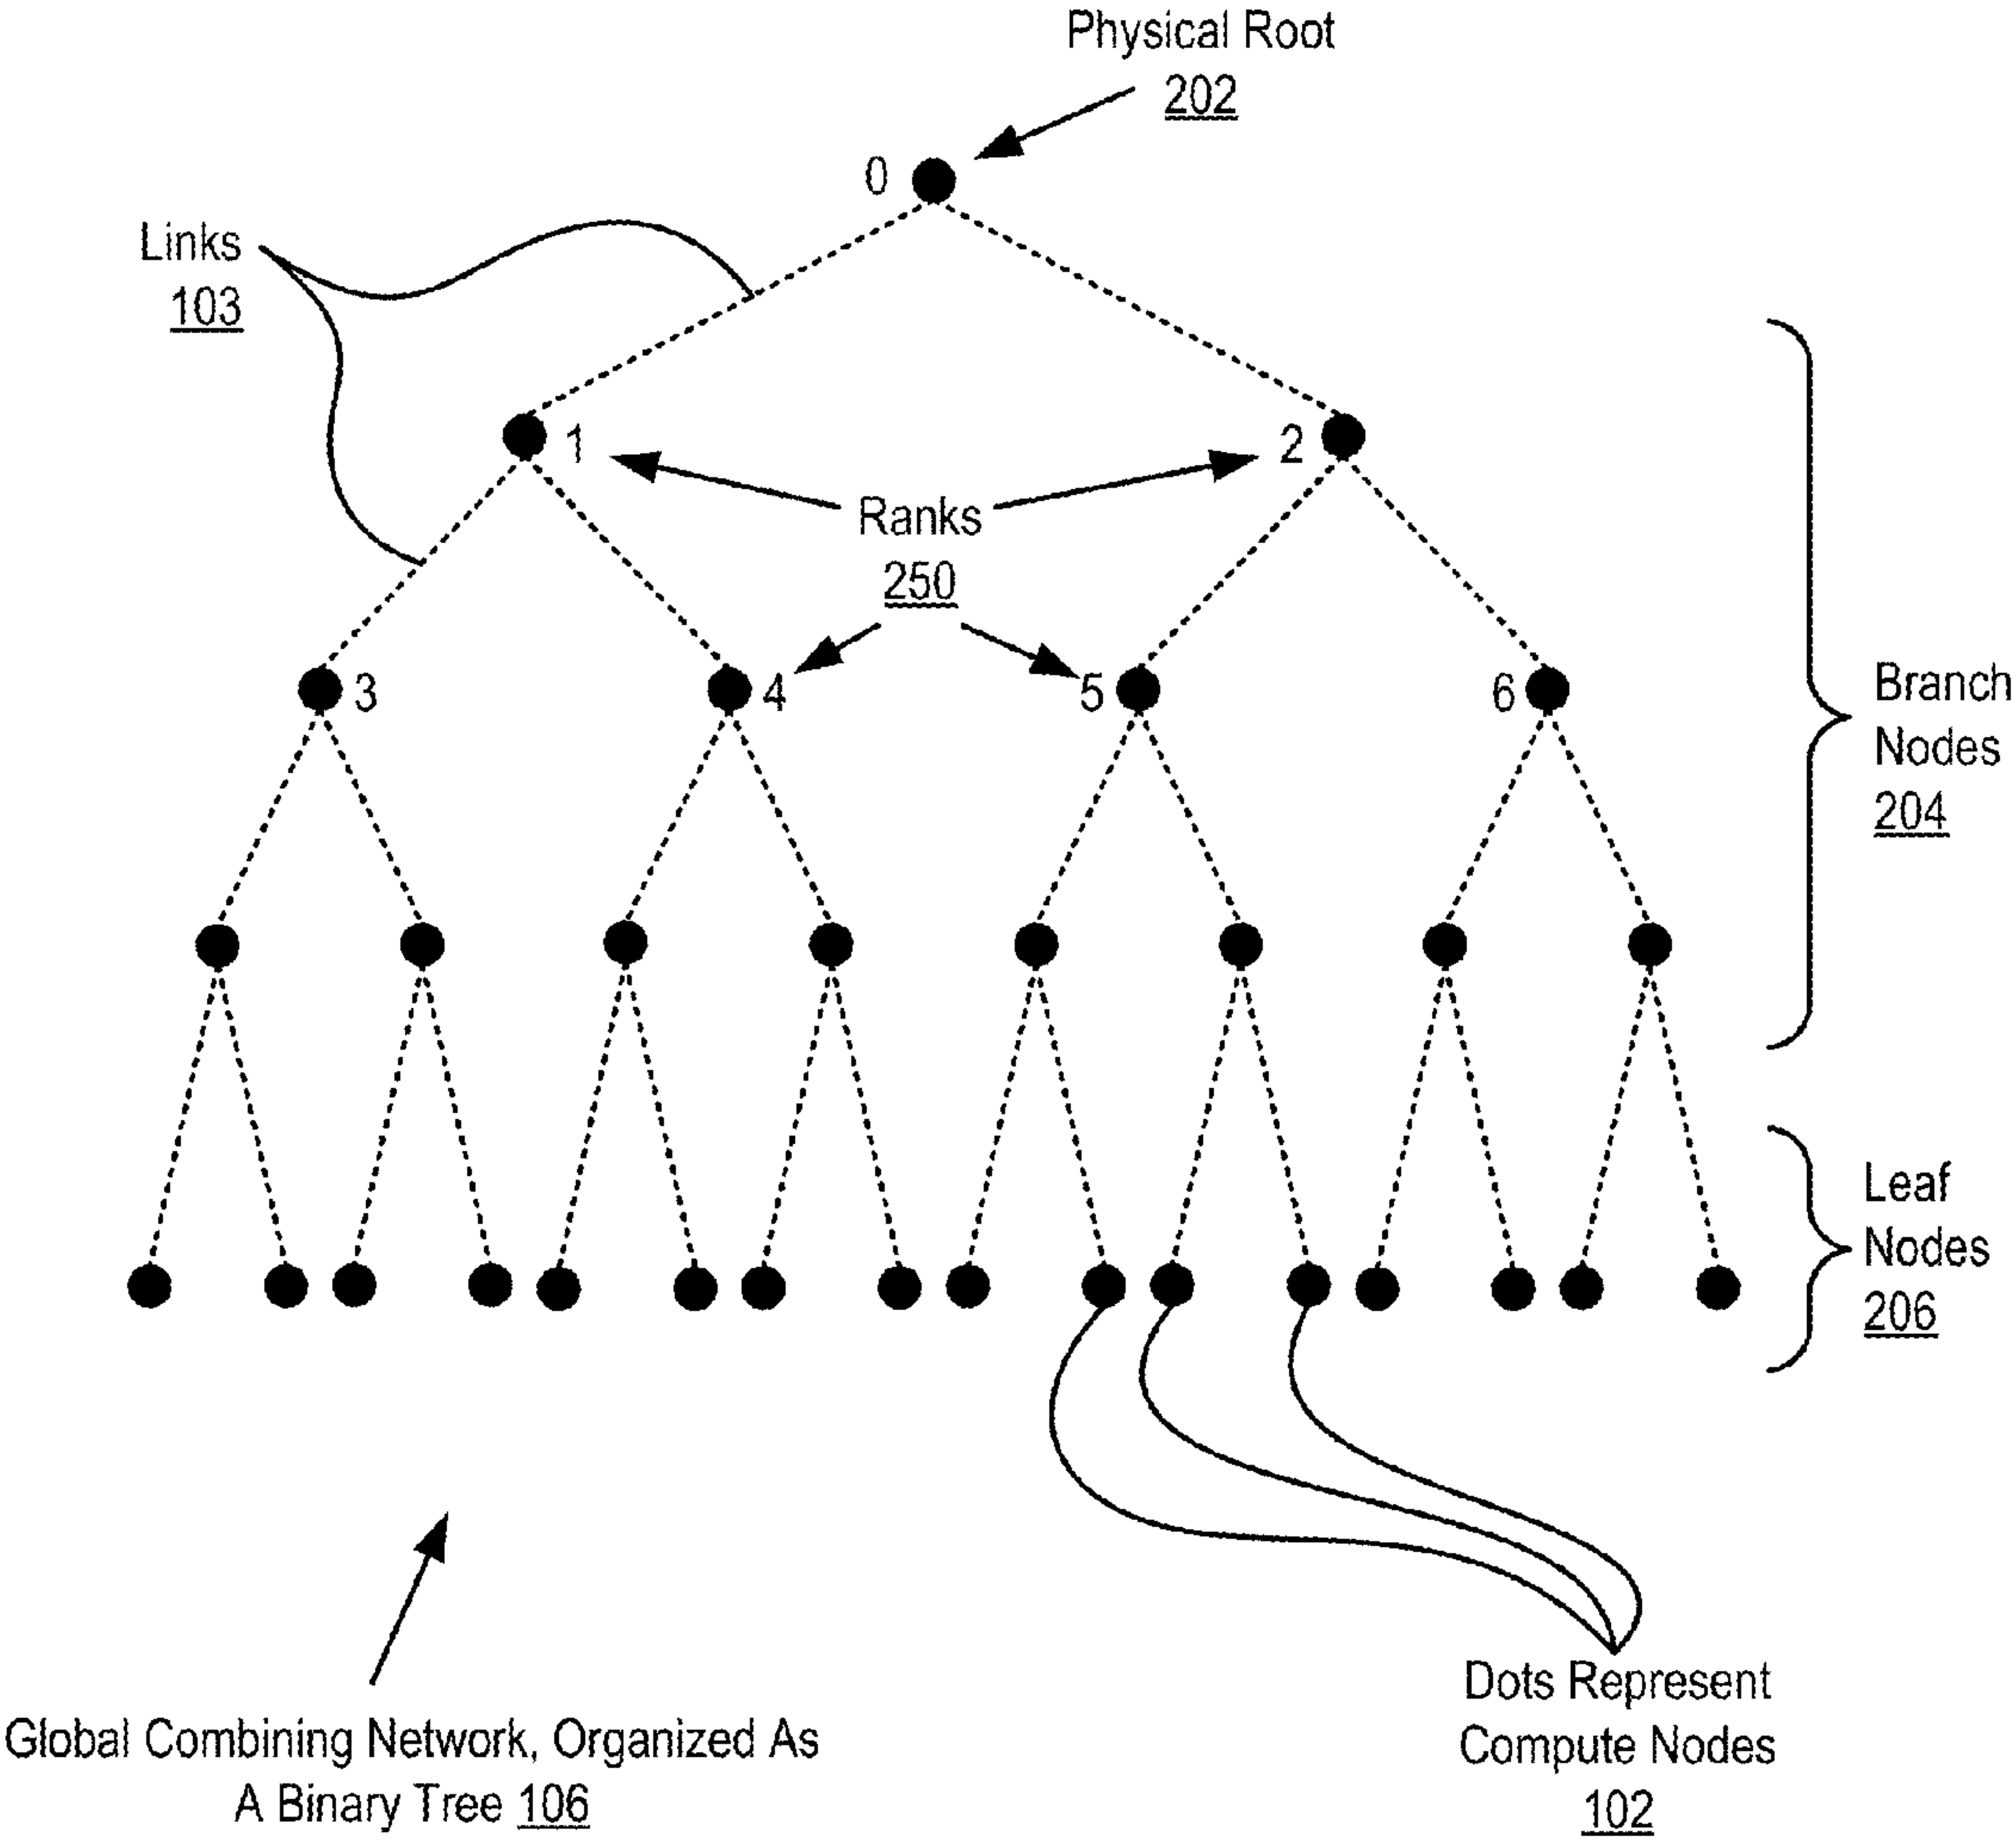 Physical Root
202
0
Links
103
1
2
Ranks
250
3
4
5
6
Branch
Nodes
204
Leaf
Nodes
206
Dots Represent
Compute Nodes
102
Global Combining Network, Organized As
A Binary Tree 106